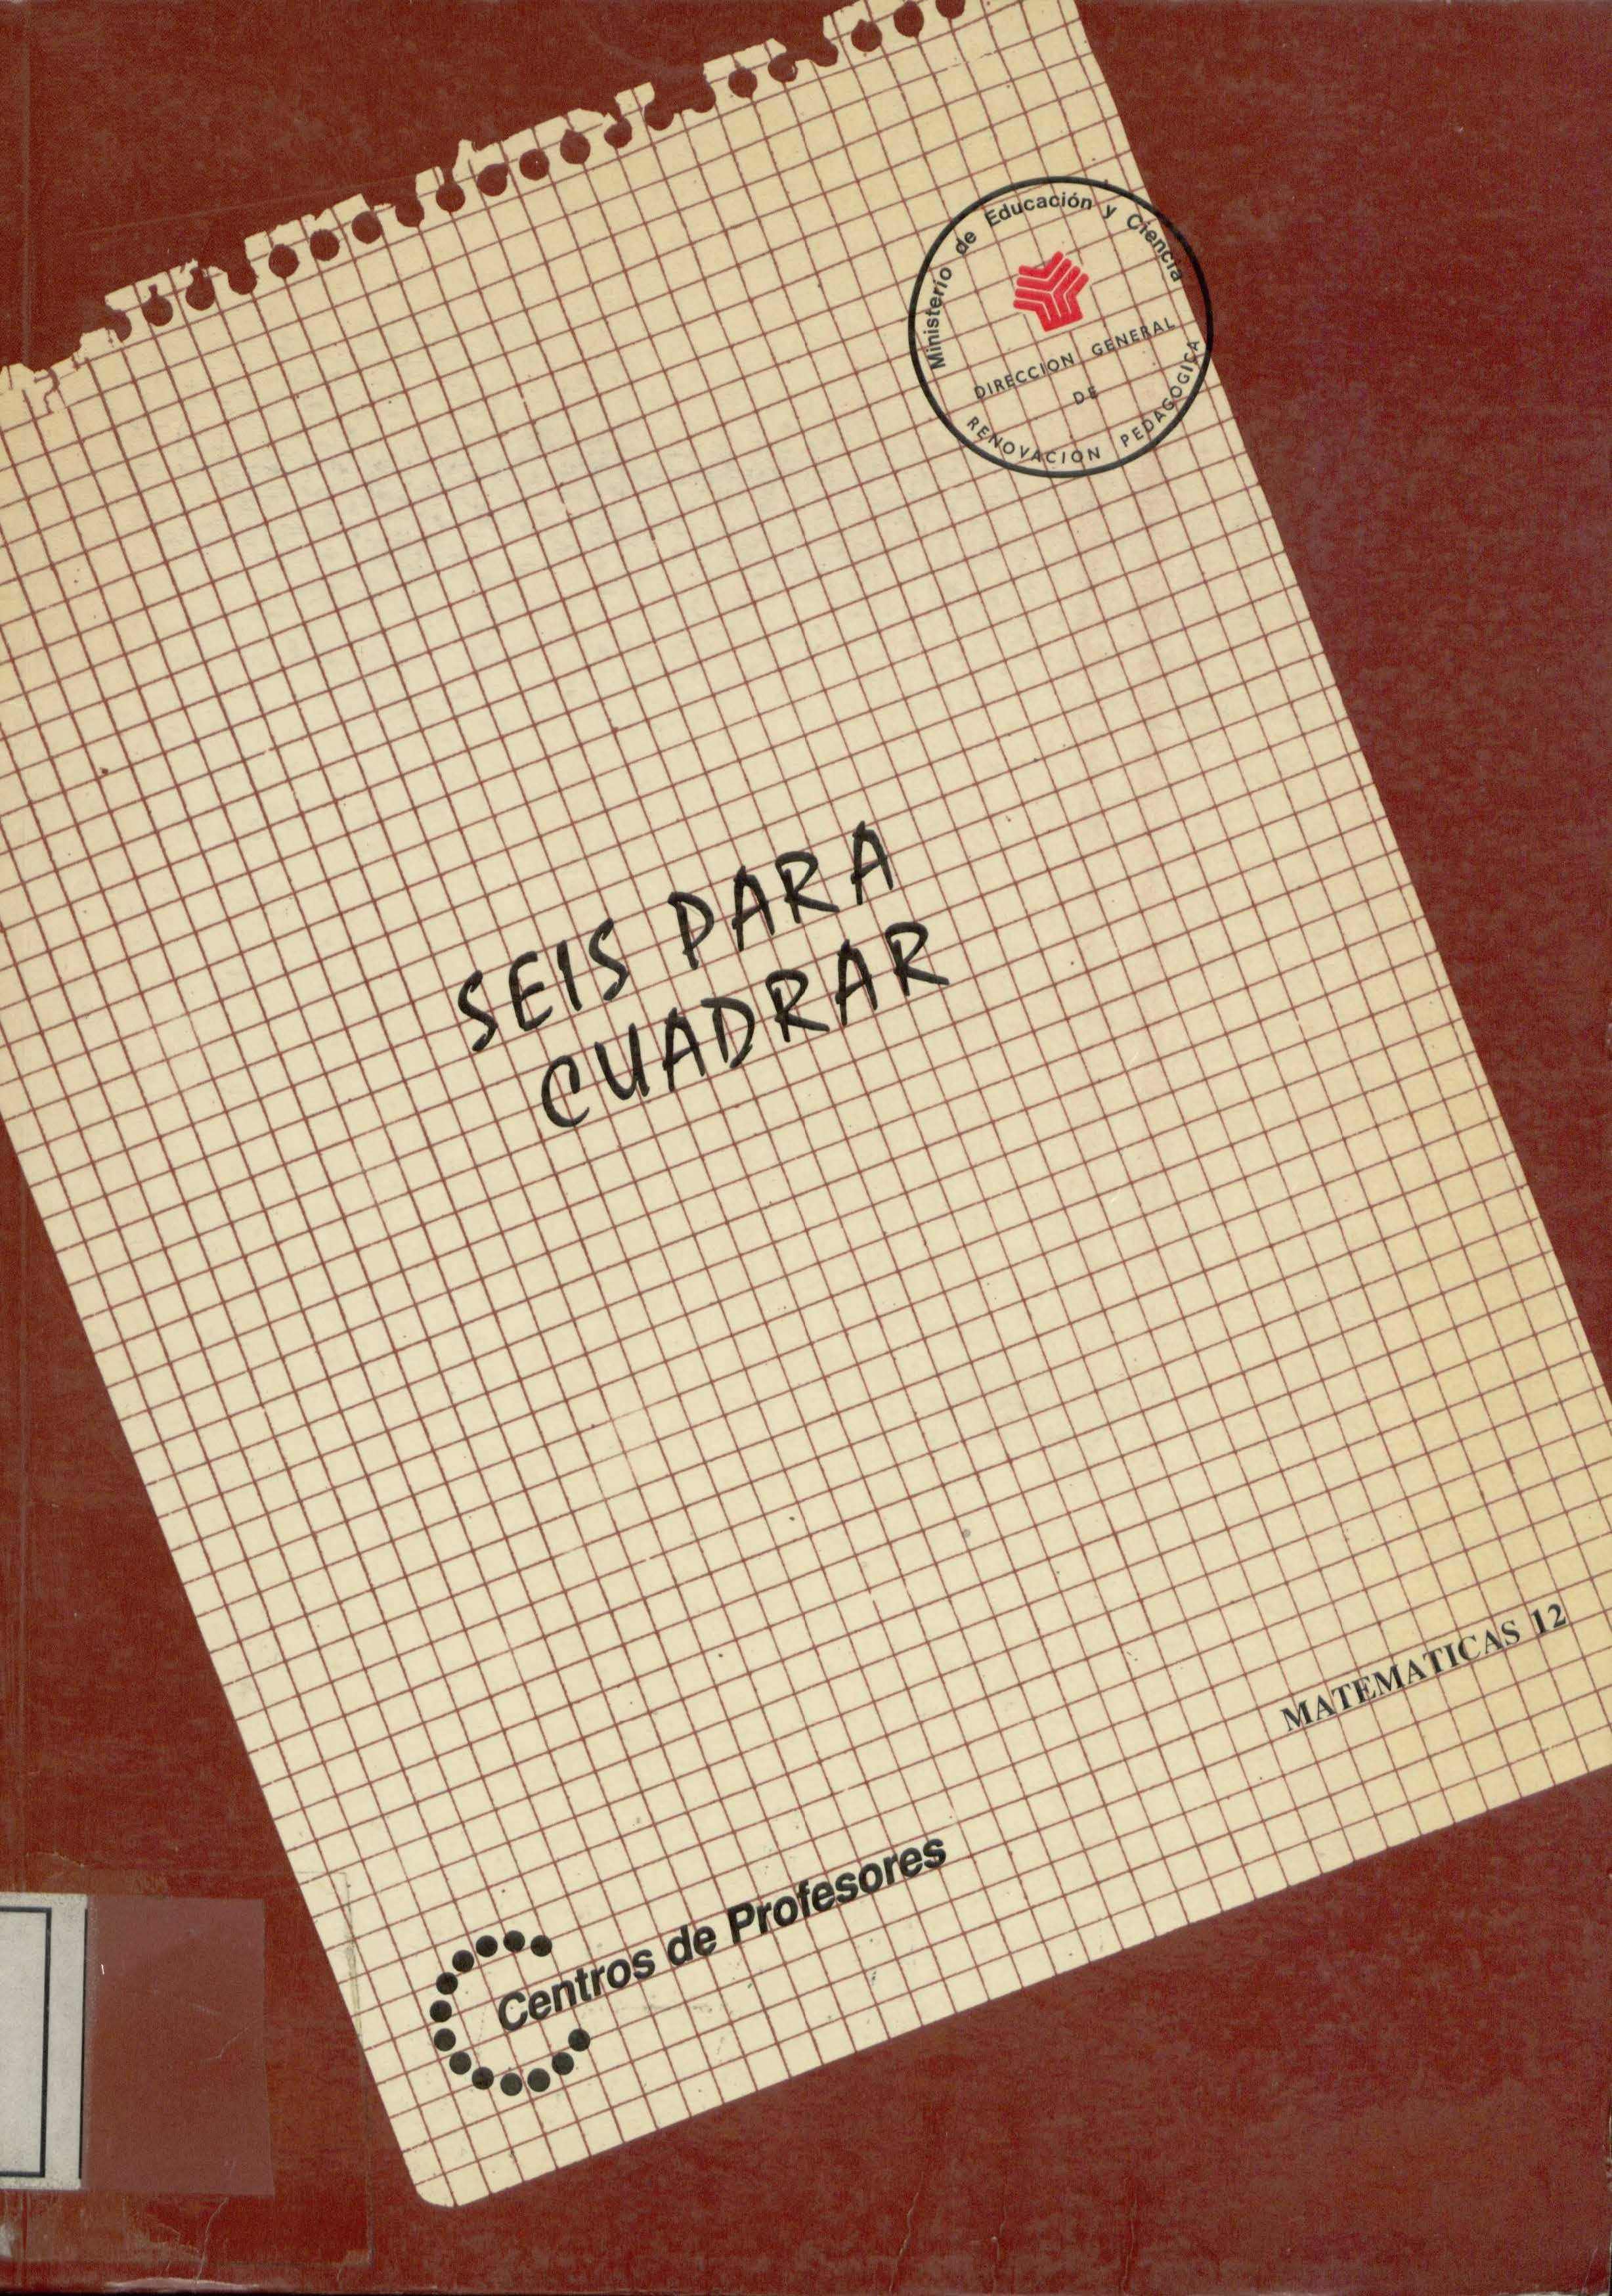 Ministerio de Educación y Ciencia
DIRECCION GENERAL
DE
RENOVACION PEDAGOGICA
SEIS PARA
CUADRAR
MATEMATICAS 12
Centros de Profesores